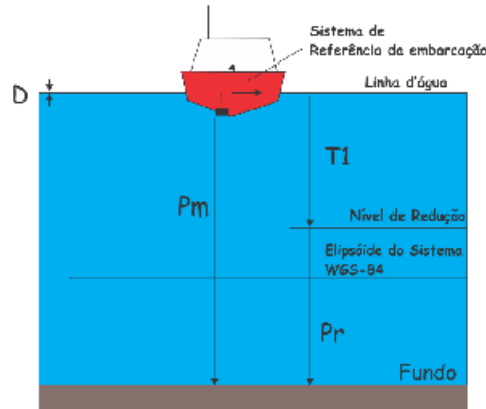 Sistema de
Referência da embarcação
Linha d'água
D
T1
Pm
Nível de Redução
Elipsóide do Sistema
WGS-84
Pr
Fundo